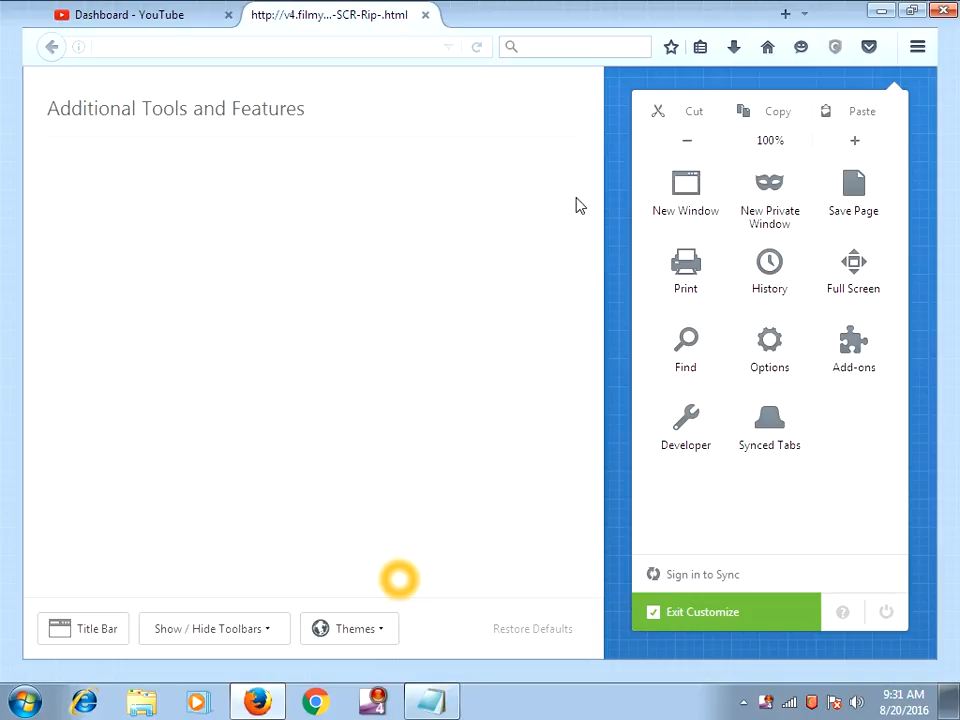 Dashboard - YouTube
http://v4.filmy...-SCR-Rip-.html
Additional Tools and Features
Cut
Copy
Paste
100%
New Window
New Private
Window
Save Page
Print
History
Full Screen
Find
Options
Add-ons
Developer
Synced Tabs
Sign in to Sync
Exit Customize
Title Bar
Show / Hide Toolbars
Themes
Restore Defaults
4
9:31 AM
8/20/2016